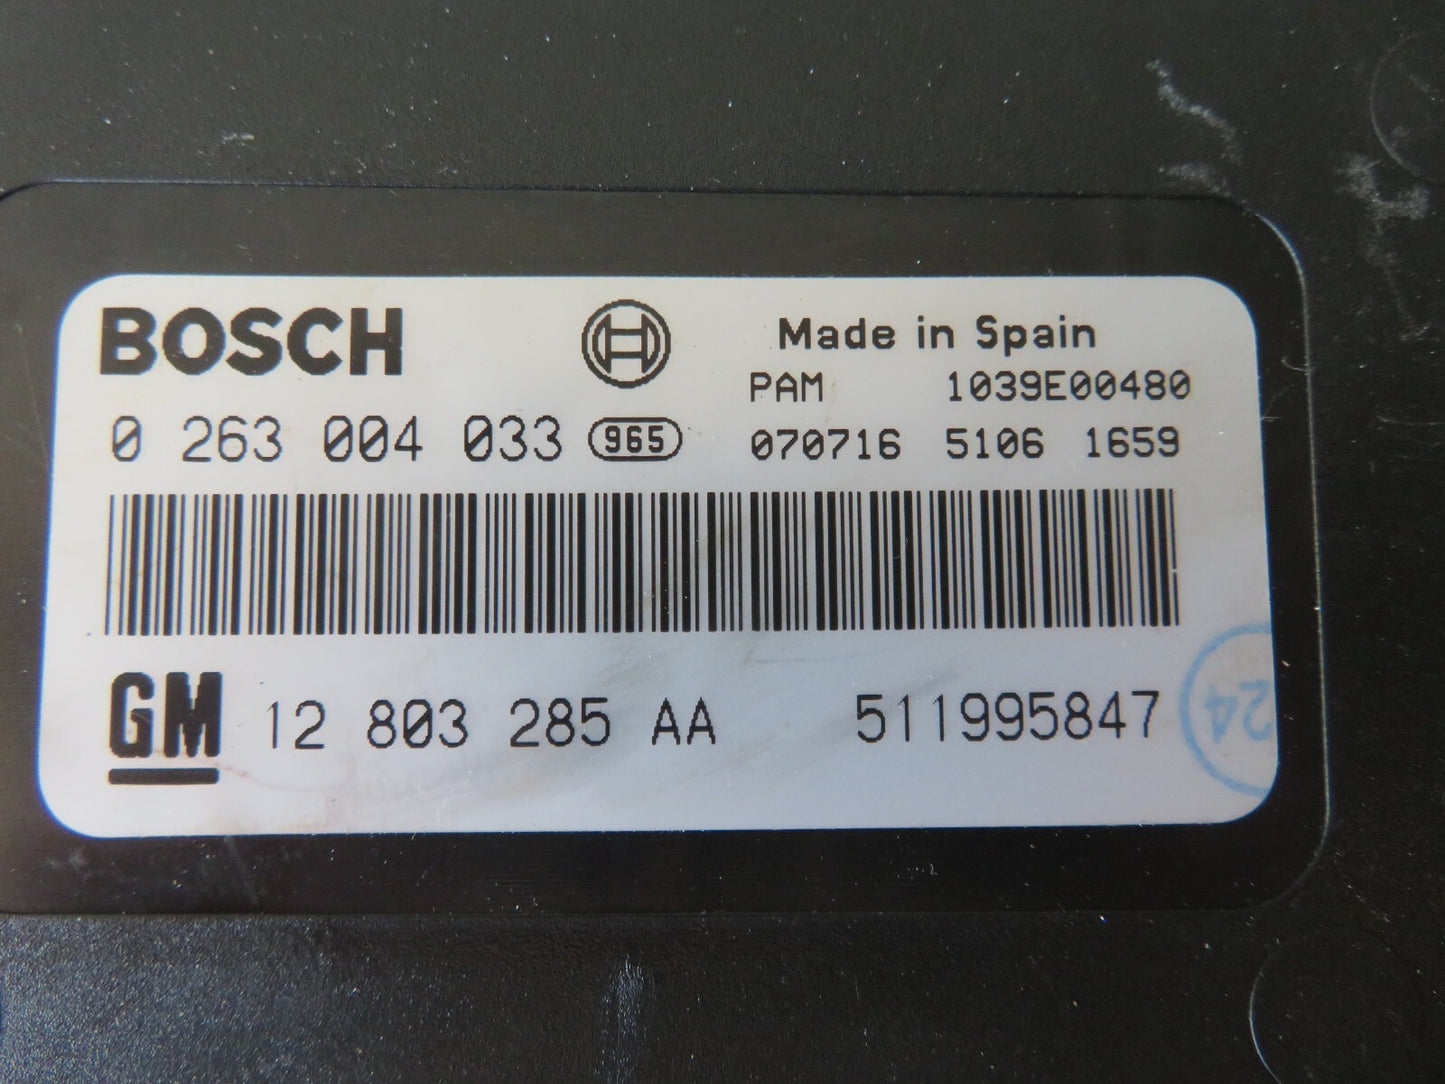 BOSCH
Made in Spain
PAM 1039E00480
0 263 004 033 965 070716 5106 1659
GM 12 803 285 AA 511995847
24